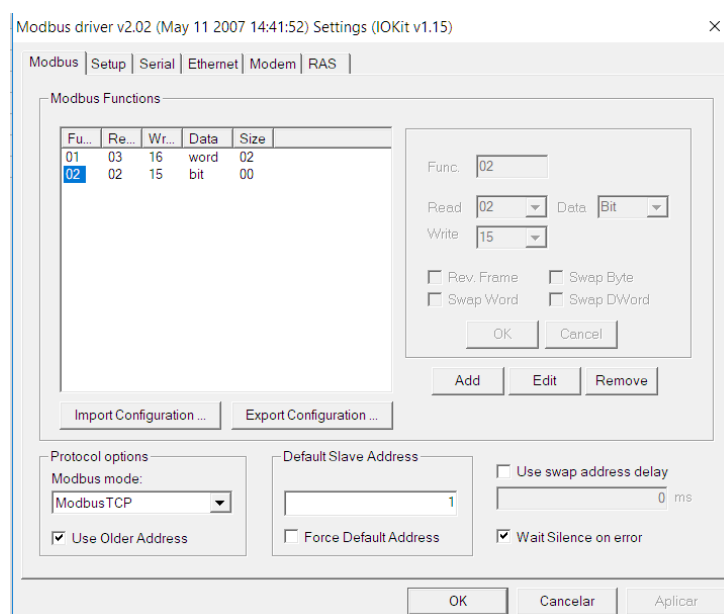 Modbus driver v2.02 (May 11 2007 14:41:52) Settings (IOKit v1.15)
Modbus Setup Serial Ethernet Modem RAS
Modbus Functions
Fu... Re... Wr... Data Size
01 03 16 word 02
02 02 15 bit 00
Func. 02
Read 02 Data Bit
Write 15
Rev. Frame Swap Byte
Swap Word Swap DWord
OK Cancel
Add Edit Remove
Import Configuration ... Export Configuration ...
Protocol options
Modbus mode:
ModbusTCP
Use Older Address
Default Slave Address
1
Force Default Address
Use swap address delay
0 ms
Wait Silence on error
OK Cancelar Aplicar